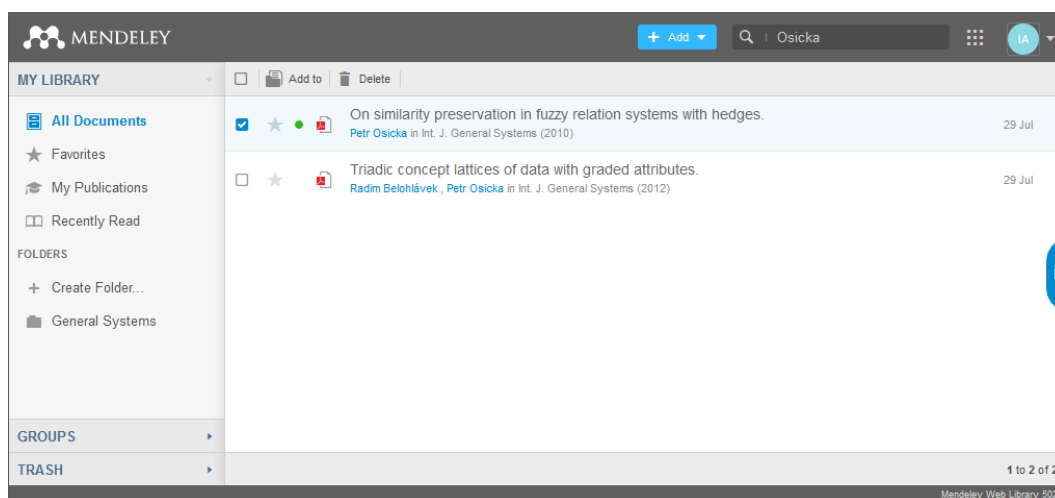 MENDELEY
+ Add
Osicka
IA
MY LIBRARY
Add to
Delete
All Documents
Favorites
My Publications
Recently Read
FOLDERS
+ Create Folder...
General Systems
GROUPS
TRASH
On similarity preservation in fuzzy relation systems with hedges.
Petr Osicka in Int. J. General Systems (2010)
29 Jul
Triadic concept lattices of data with graded attributes.
Radim Belohlávek , Petr Osicka in Int. J. General Systems (2012)
29 Jul
1 to 2 of 2
Mendeley Web Library